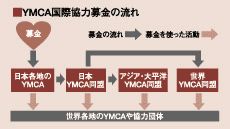 ■YMCA国際協力募金の流れ
募金
募金の流れ
募金を使った活動
日本各地の
YMCA
日本
YMCA同盟
アジア・太平洋
YMCA同盟
世界
YMCA同盟
世界各地のYMCAや協力団体